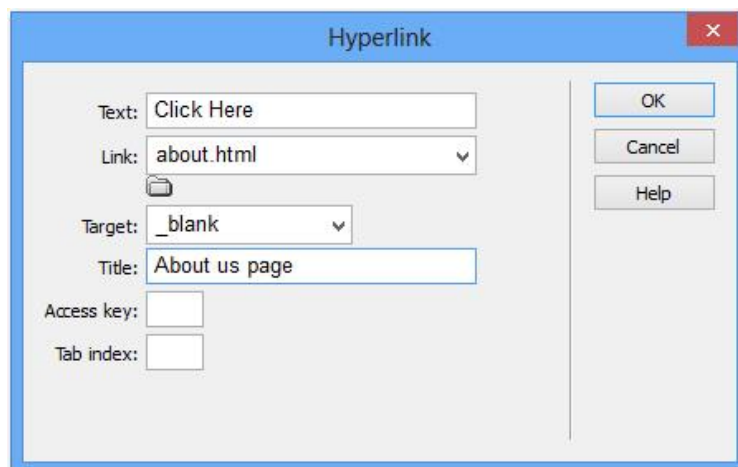 Hyperlink
Text: Click Here
OK
Link: about.html
Cancel
Help
Target: _blank
Title: About us page
Access key:
Tab index: